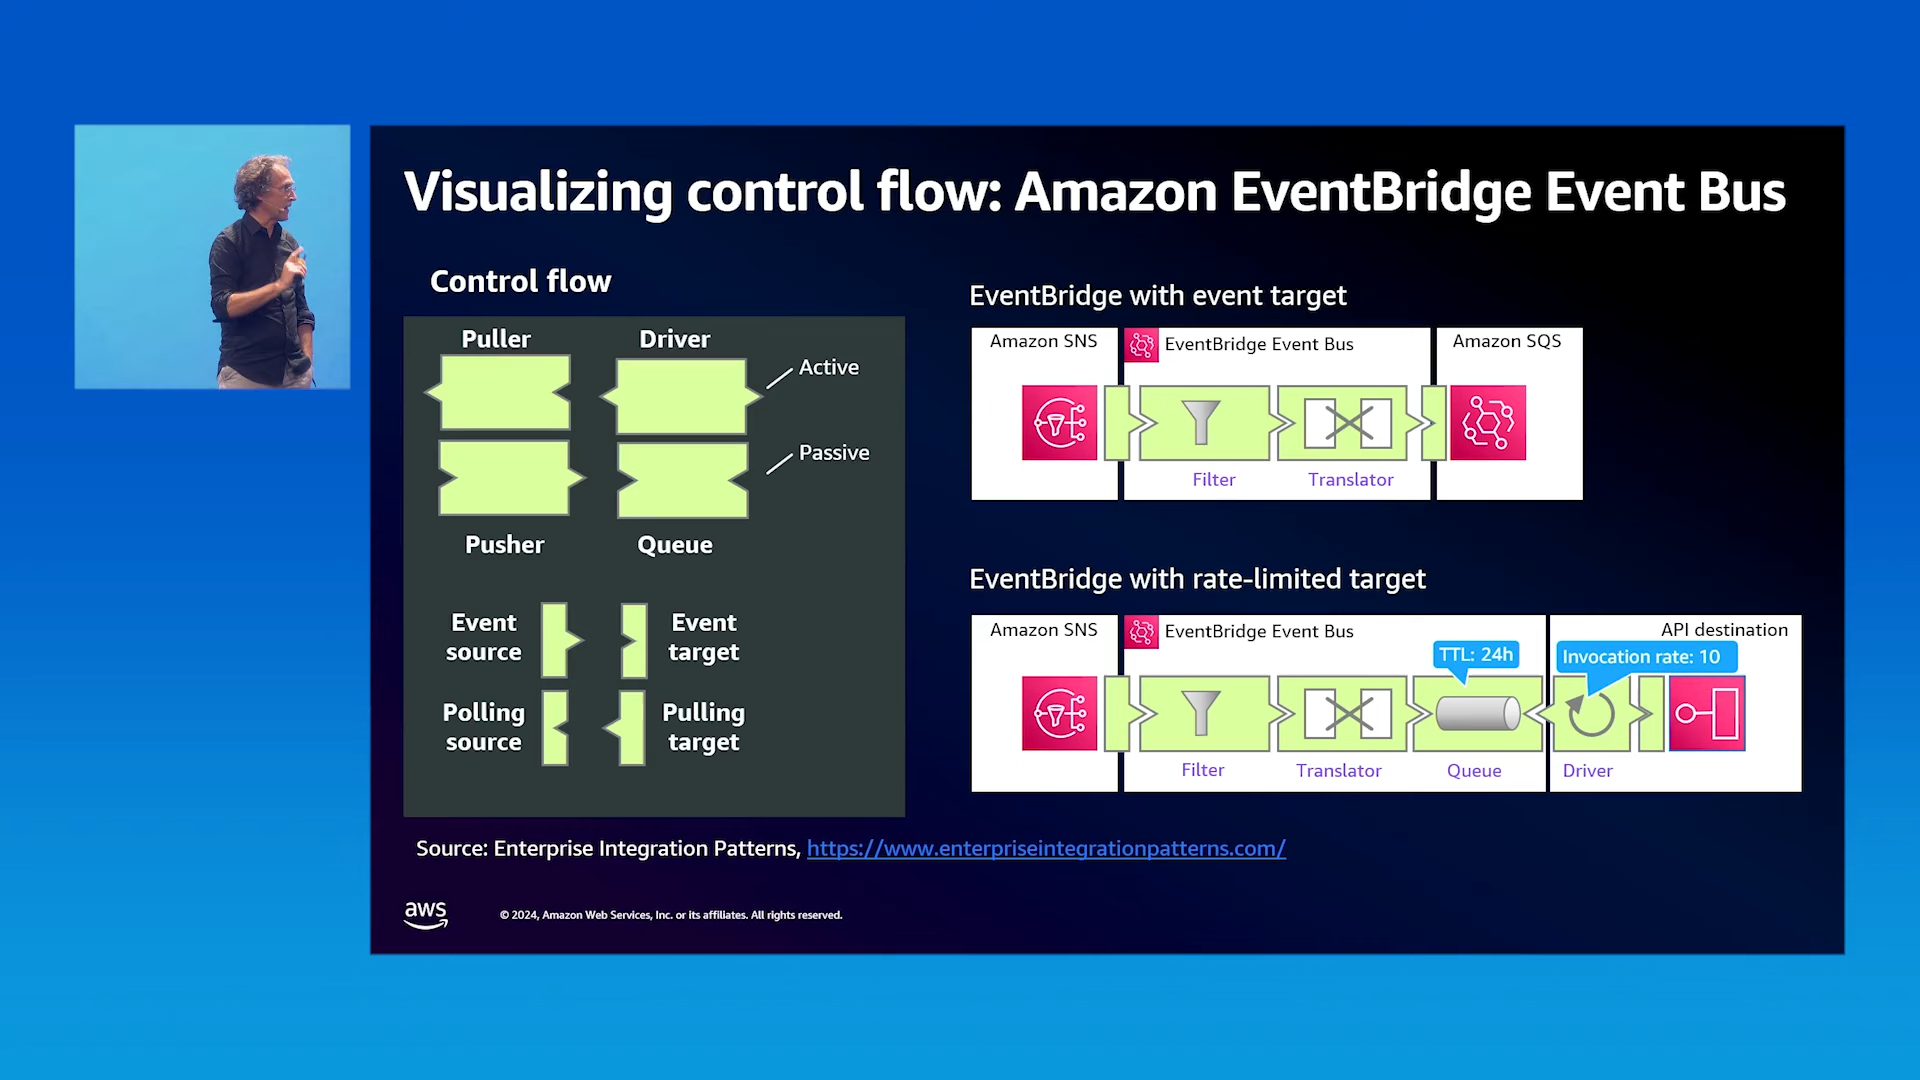 Visualizing control flow: Amazon EventBridge Event Bus
Control flow
Puller
Driver
Active
Passive
Pusher
Queue
Event source
Event target
Polling source
Pulling target
EventBridge with event target
Amazon SNS
EventBridge Event Bus
Amazon SQS
Filter
Translator
EventBridge with rate-limited target
Amazon SNS
EventBridge Event Bus
API destination
TTL: 24h
Invocation rate: 10
Filter
Translator
Queue
Driver
Source: Enterprise Integration Patterns, https://www.enterpriseintegrationpatterns.com/
aws
© 2024, Amazon Web Services, Inc. or its affiliates. All rights reserved.